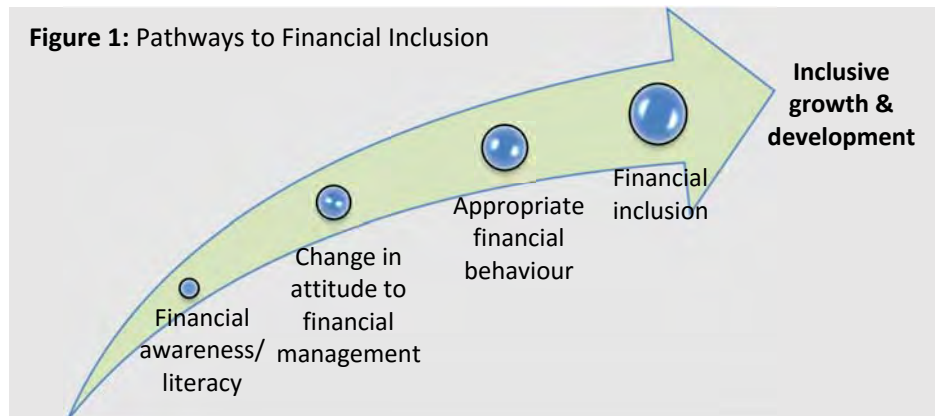 Figure 1: Pathways to Financial Inclusion
Inclusive
growth &
development
Financial
inclusion
Appropriate
financial
behaviour
Change in
attitude to
financial
management
Financial
awareness/
literacy